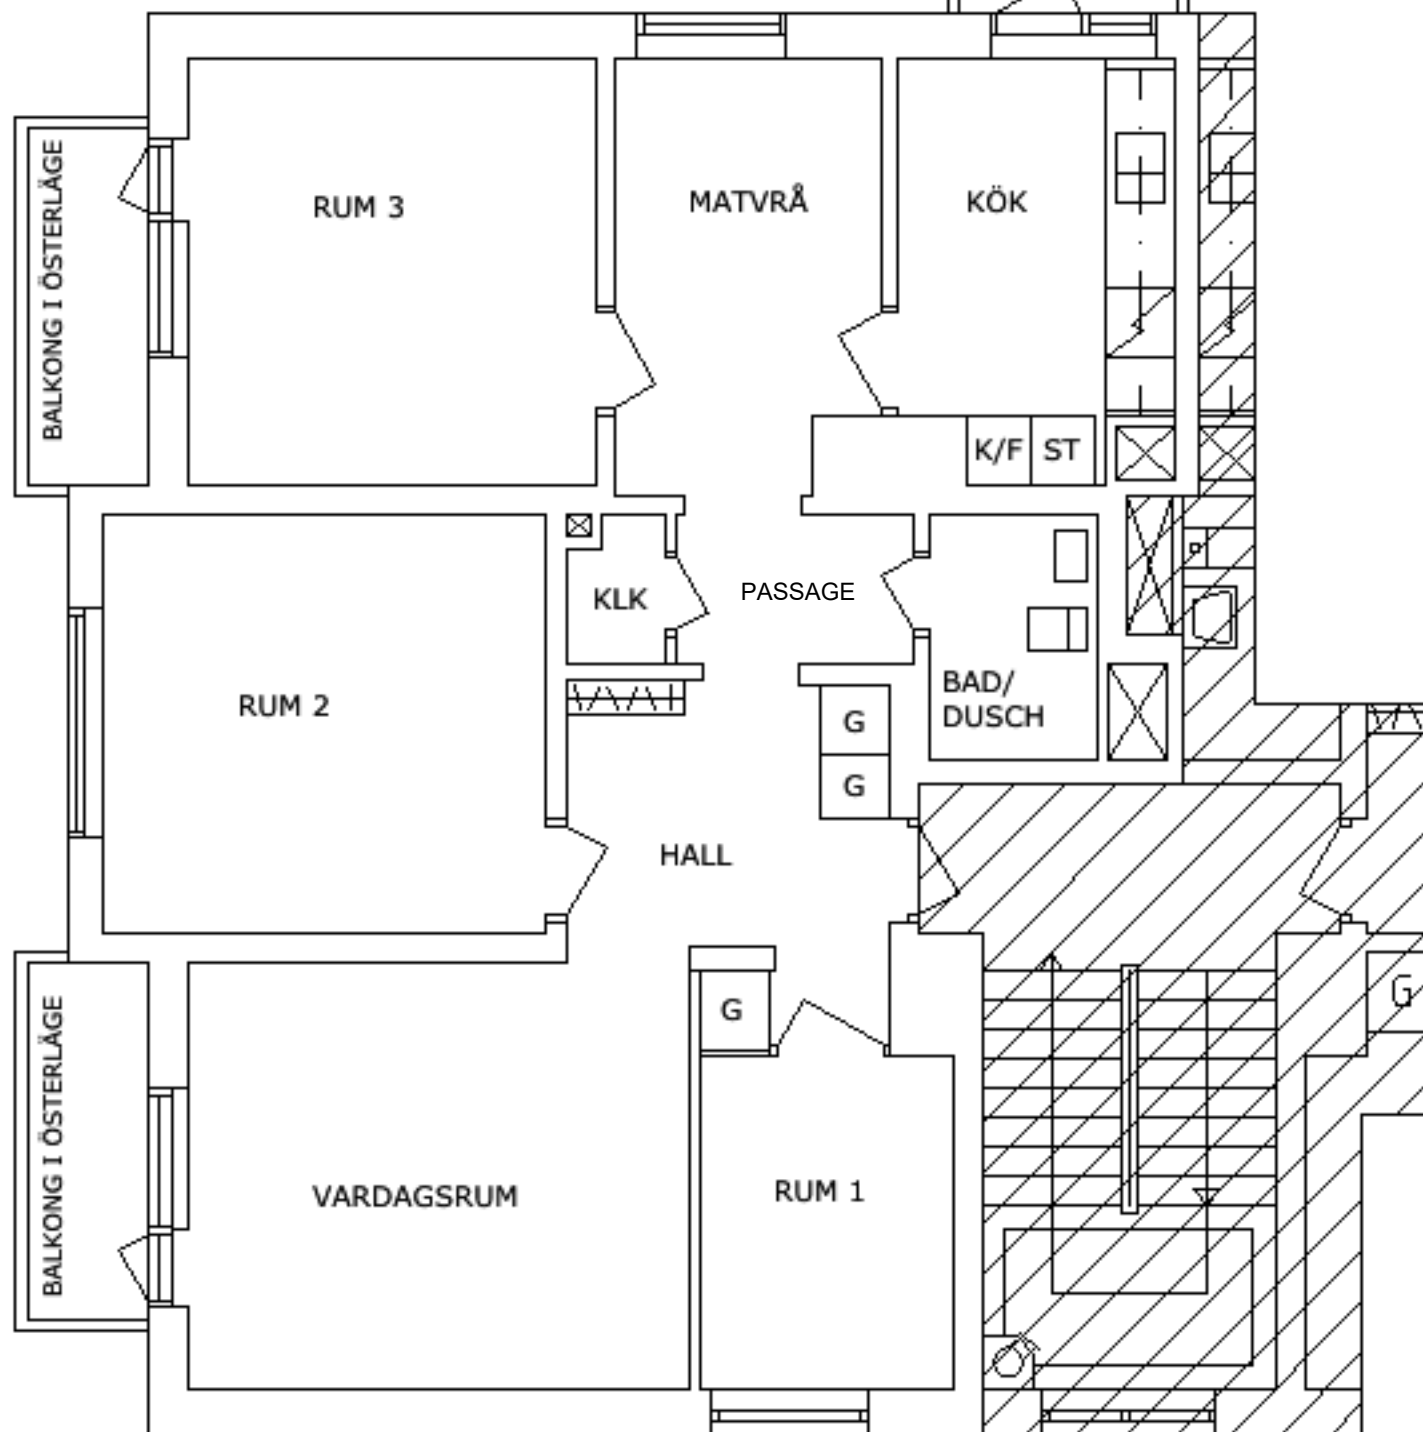 BALKONG I ÖSTERLÄGE
RUM 3
MATVRÅ
KÖK
K/F
ST
KLK
PASSAGE
RUM 2
BAD/
DUSCH
G
G
HALL
BALKONG I ÖSTERLÄGE
G
G
VARDAGSRUM
RUM 1